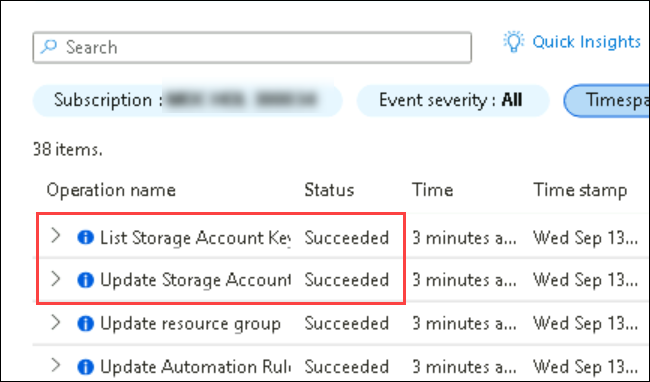 Search
Quick Insights
Subscription :
Event severity : All
Timespa
38 items.
Operation name Status Time Time stamp
List Storage Account Key Succeeded 3 minutes a... Wed Sep 13...
Update Storage Account Succeeded 3 minutes a... Wed Sep 13...
Update resource group Succeeded 3 minutes a... Wed Sep 13...
Update Automation Rul Succeeded 3 minutes a... Wed Sep 13...